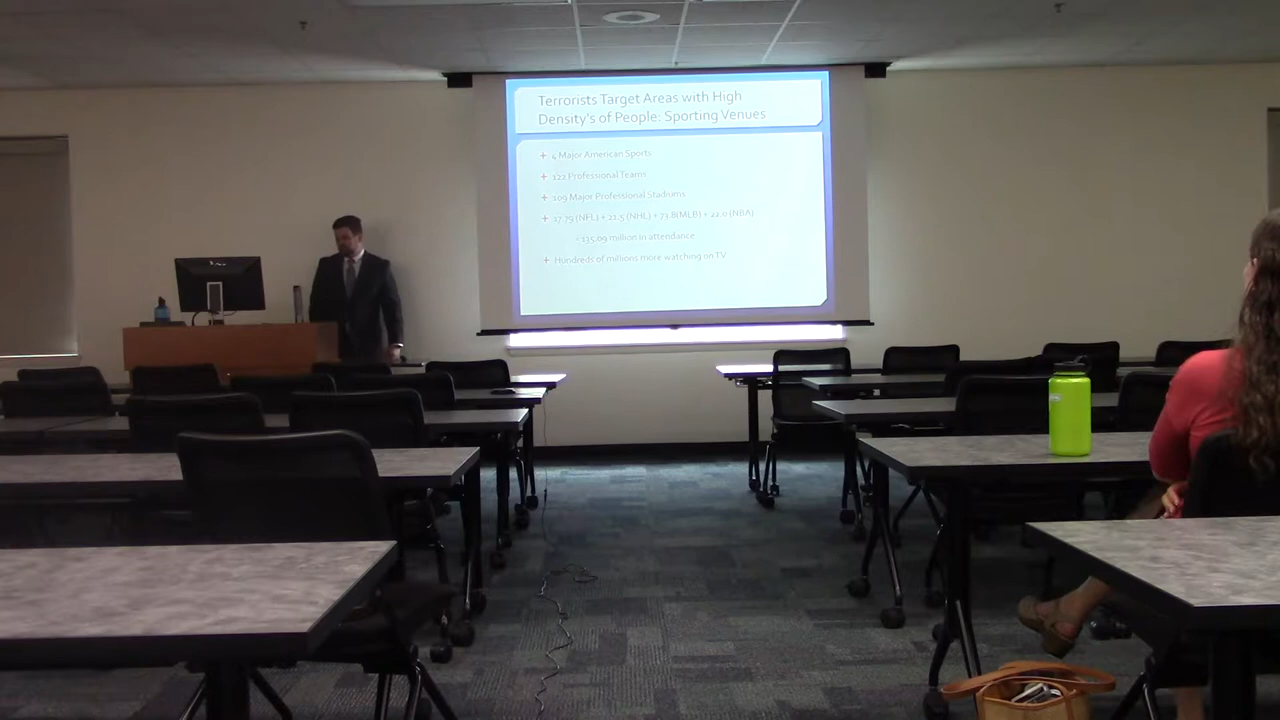 Terrorists Target Areas with High
Density's of People: Sporting Venues
4 Major American Sports
122 Professional Teams
109 Major Professional Stadiums
17.79 (NFL) + 21.5 (NHL) + 73.8(MLB) + 22.0 (NBA)
= 135.09 million in attendance
Hundreds of millions more watching on TV